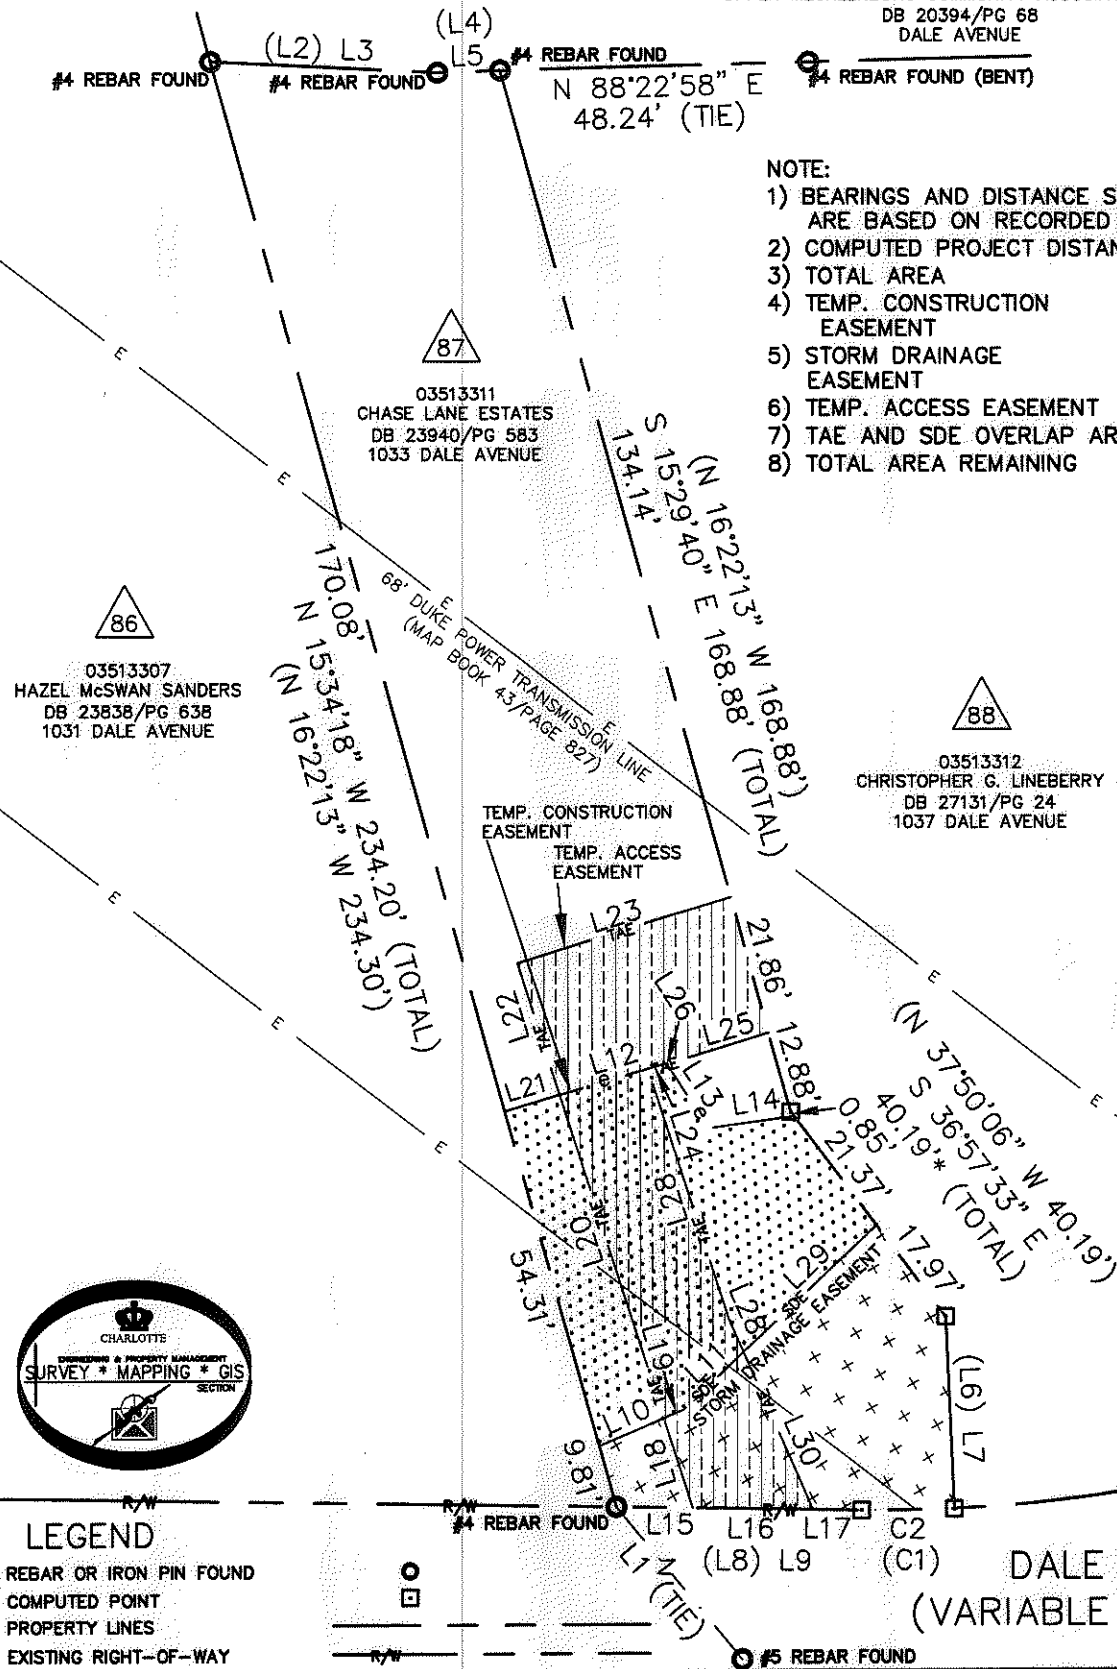 DB 20394/PG 68
DALE AVENUE
(L4)
(L2) L3
L5
#4 REBAR FOUND
#4 REBAR FOUND
#4 REBAR FOUND
#4 REBAR FOUND (BENT)
N 88°22'58" E
48.24' (TIE)
NOTE:
1) BEARINGS AND DISTANCE S
ARE BASED ON RECORDED
2) COMPUTED PROJECT DISTAN
3) TOTAL AREA
4) TEMP. CONSTRUCTION
EASEMENT
5) STORM DRAINAGE
EASEMENT
6) TEMP. ACCESS EASEMENT
7) TAE AND SDE OVERLAP AR
8) TOTAL AREA REMAINING
E
87
03513311
CHASE LANE ESTATES
DB 23940/PG 583
1033 DALE AVENUE
E
(N 16°22'13" W 168.88')
S 15°29'40" E 168.88' (TOTAL)
134.14'
170.08'
N 15°34'18" W 234.20' (TOTAL)
(N 16°22'13" W 234.30')
E
68' DUKE POWER TRANSMISSION LINE
(MAP BOOK 43/PAGE 827)
E
86
03513307
HAZEL McSWAN SANDERS
DB 23838/PG 638
1031 DALE AVENUE
88
03513312
CHRISTOPHER G. LINEBERRY
DB 27131/PG 24
1037 DALE AVENUE
TEMP. CONSTRUCTION
EASEMENT
TEMP. ACCESS
EASEMENT
E
E
E
E
E
L23
TAE
21.86'
L22
TAE
L26
L25
12.88'
L21
L12
L13
L14
0.85'
21.37'
(N 37°50'06" W 40.19')
S 36°57'33" E
40.19'* (TOTAL)
L24
L28
TAE
L20
TAE
54.31'
L29
SDE
STORM DRAINAGE EASEMENT
17.97'
L28
L19
TAE
L11
SDE
TAE
L10
L18
L30
9.81'
(L6) L7
CHARLOTTE
ENGINEERING & PROPERTY MANAGEMENT
SURVEY * MAPPING * GIS
SECTION
R/W
R/W
R/W
#4 REBAR FOUND
L15
L16
L17
C2
(L8) L9
(C1)
L1 (TIE)
DALE
(VARIABLE
#5 REBAR FOUND
LEGEND
REBAR OR IRON PIN FOUND
COMPUTED POINT
PROPERTY LINES
EXISTING RIGHT-OF-WAY
R/W